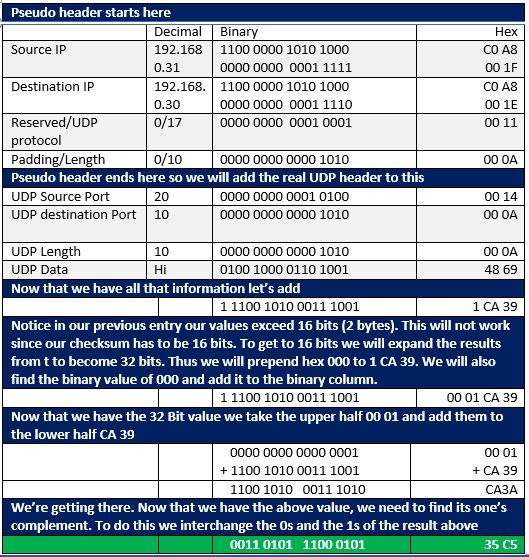 Pseudo header starts here
Decimal Binary Hex
Source IP 192.168 1100 0000 1010 1000 C0 A8
0.31 0000 0000 0001 1111 00 1F
Destination IP 192.168. 1100 0000 1010 1000 C0 A8
0.30 0000 0000 0001 1110 00 1E
Reserved/UDP 0/17 0000 0000 0001 0001 00 11
protocol
Padding/Length 0/10 0000 0000 0000 1010 00 0A
Pseudo header ends here so we will add the real UDP header to this
UDP Source Port 20 0000 0000 0001 0100 00 14
UDP destination Port 10 0000 0000 0000 1010 00 0A
UDP Length 10 0000 0000 0000 1010 00 0A
UDP Data Hi 0100 1000 0110 1001 48 69
Now that we have all that information let's add
1 1100 1010 0011 1001 1 CA 39
Notice in our previous entry our values exceed 16 bits (2 bytes). This will not work
since our checksum has to be 16 bits. To get to 16 bits we will expand the results
from t to become 32 bits. Thus we will prepend hex 000 to 1 CA 39. We will also
find the binary value of 000 and add it to the binary column.
1 1100 1010 0011 1001 00 01 CA 39
Now that we have the 32 Bit value we take the upper half 00 01 and add them to
the lower half CA 39
0000 0000 0000 0001 00 01
+ 1100 1010 0011 1001 + CA 39
1100 1010 0011 1010 CA3A
We're getting there. Now that we have the above value, we need to find its one's
complement. To do this we interchange the 0s and the 1s of the result above
0011 0101 1100 0101 35 C5